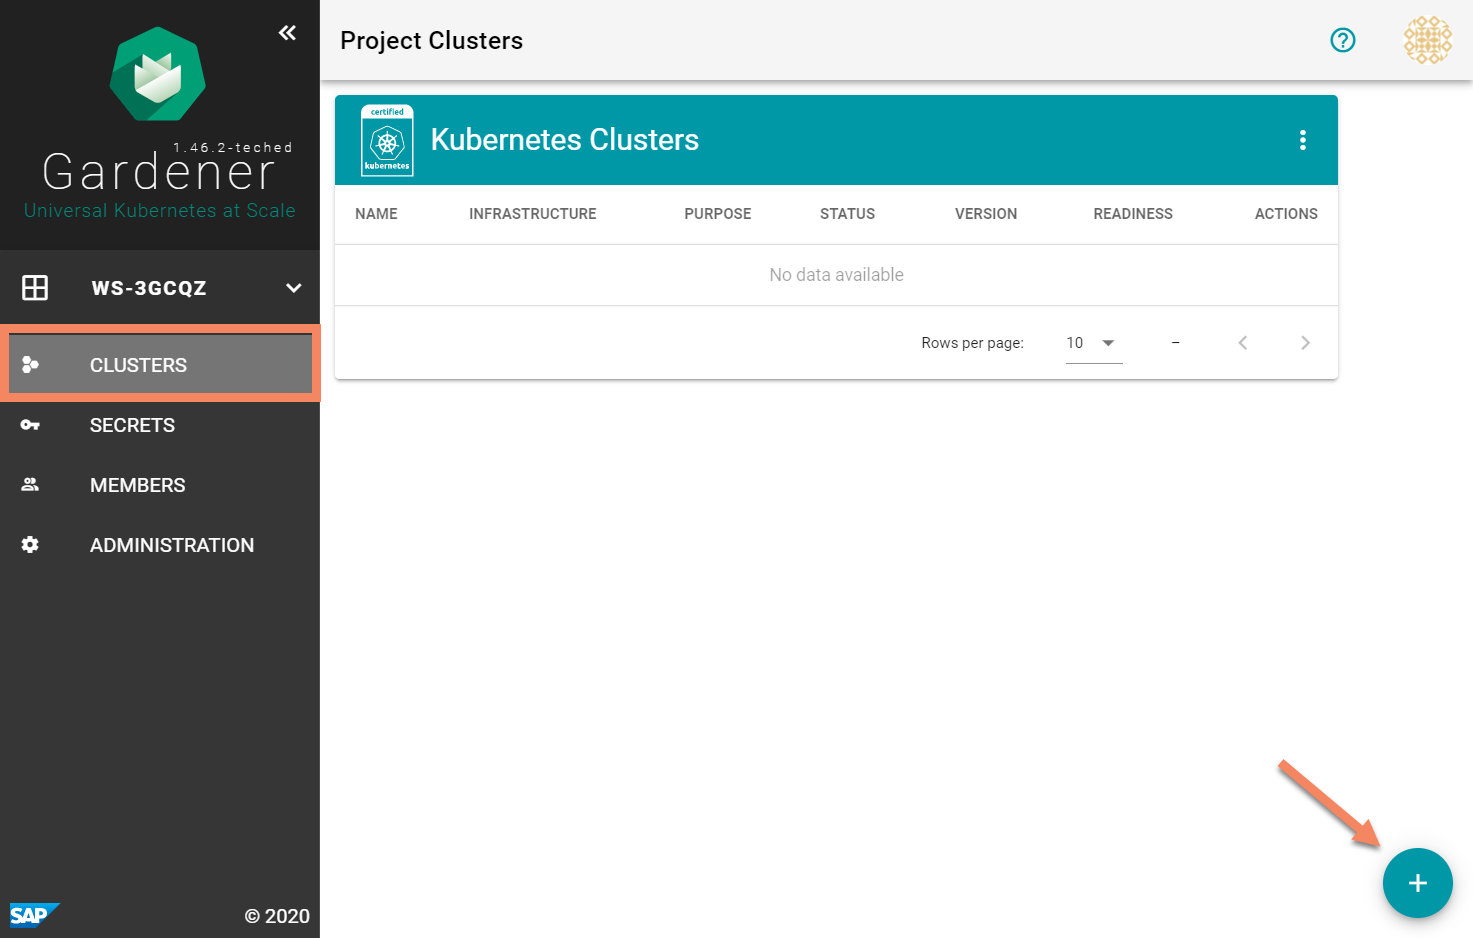 1.46.2-teched
Gardener
Universal Kubernetes at Scale
WS-3GCQZ
CLUSTERS
SECRETS
MEMBERS
ADMINISTRATION
SAP
© 2020
Project Clusters
certified
kubernetes
Kubernetes Clusters
NAME INFRASTRUCTURE PURPOSE STATUS VERSION READINESS ACTIONS
No data available
Rows per page: 10 –